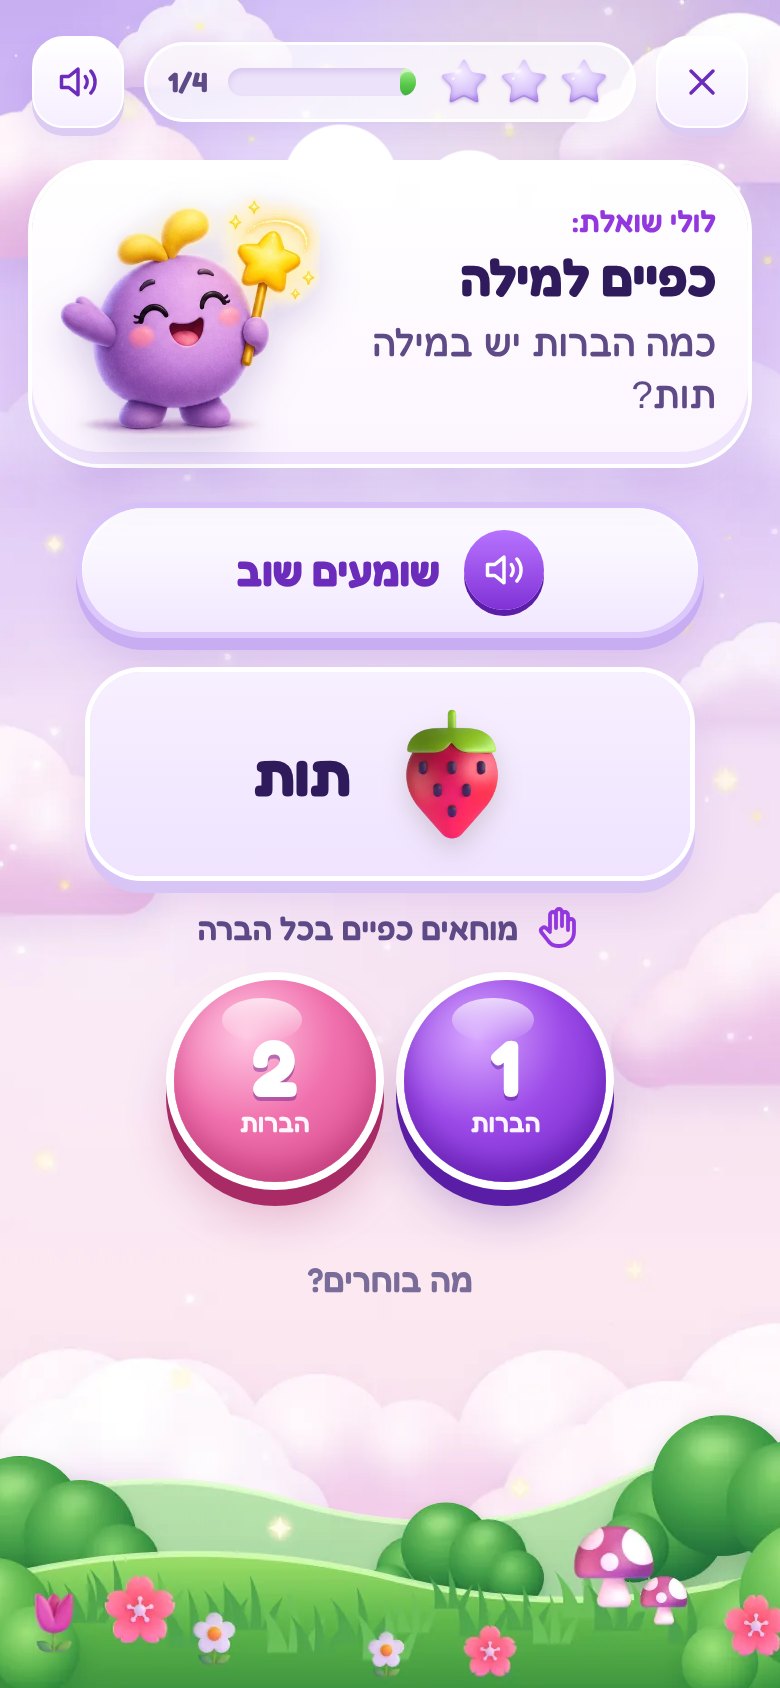 1/4
לולי שואלת:
כפיים למילה
כמה הברות יש במילה
תות?
שומעים שוב
תות
מוחאים כפיים בכל הברה
1
הברות
2
הברות
מה בוחרים?